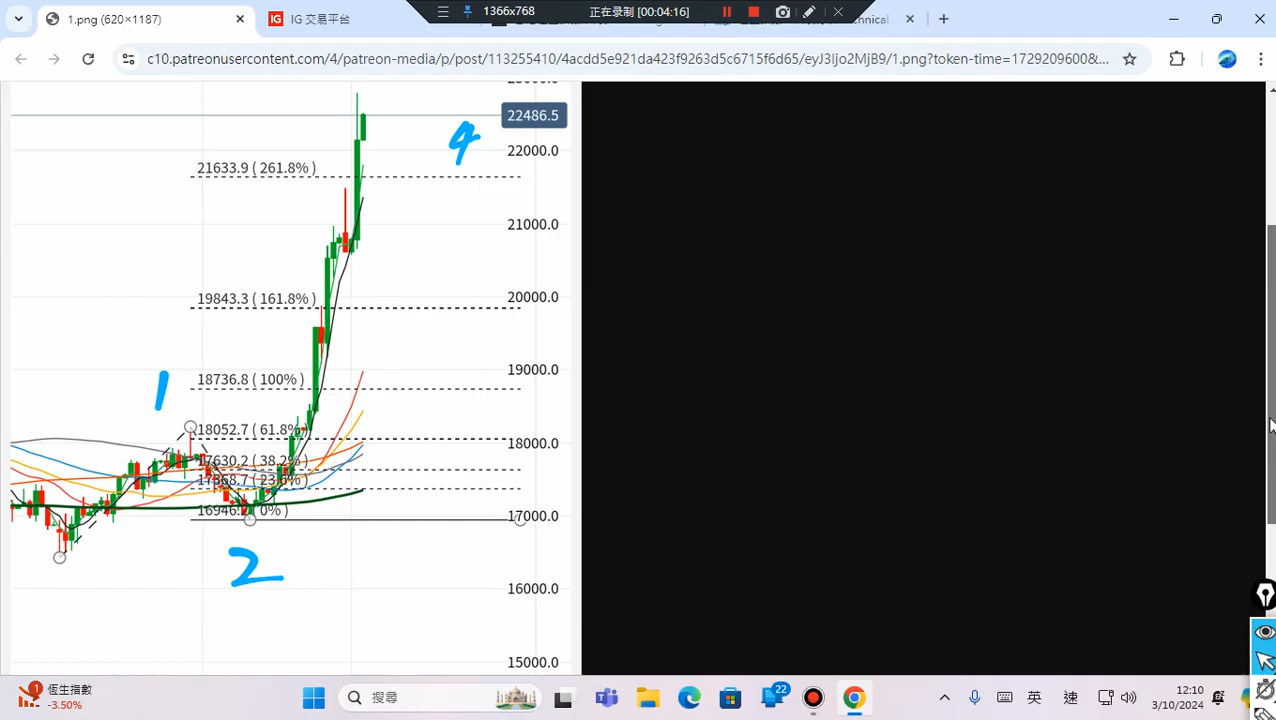 1366x768
正在录制 [00:04:16]
1.png (620×1187)
IG 交易平台
c10.patreonusercontent.com/4/patreon-media/p/post/113255410/4acdd5e921da423f9263d5c6715f6d65/eyJ3Ijo2MjB9/1.png?token-time=1729209600&...
22486.5
4
22000.0
21633.9 ( 261.8% )
21000.0
20000.0
19843.3 ( 161.8% )
19000.0
18736.8 ( 100% )
1
18052.7 ( 61.8% )
18000.0
17630.2 ( 38.2% )
17368.7 ( 23.6% )
17000.0
2
16000.0
15000.0
1
恆生指數
-3.50%
搜尋
22
英
速
12:10
3/10/2024